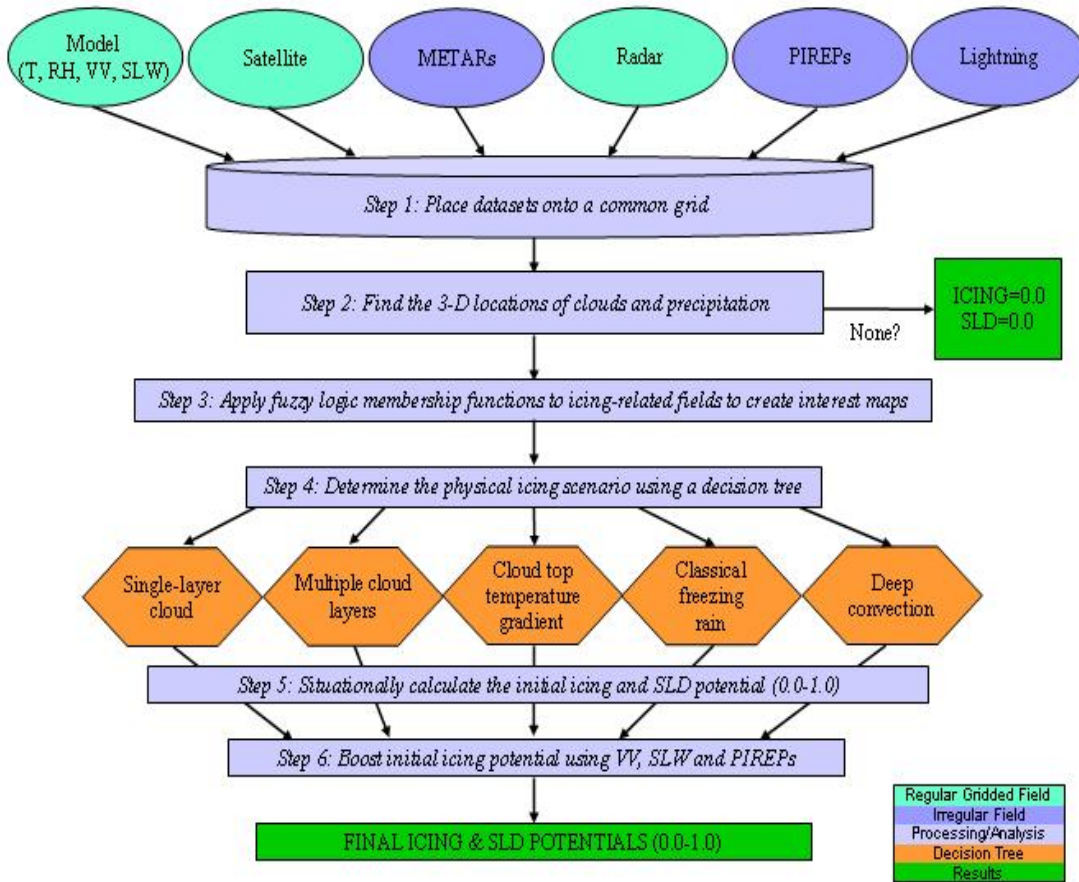 Model
(T, RH, VV, SLW)
Satellite
METARs
Radar
PIREPs
Lightning
Step 1: Place datasets onto a common grid
Step 2: Find the 3-D locations of clouds and precipitation
None?
ICING=0.0
SLD=0.0
Step 3: Apply fuzzy logic membership functions to icing-related fields to create interest maps
Step 4: Determine the physical icing scenario using a decision tree
Single-layer
cloud
Multiple cloud
layers
Cloud top
temperature
gradient
Classical
freezing
rain
Deep
convection
Step 5: Situationally calculate the initial icing and SLD potential (0.0-1.0)
Step 6: Boost initial icing potential using VV, SLW and PIREPs
FINAL ICING & SLD POTENTIALS (0.0-1.0)
Regular Gridded Field
Irregular Field
Processing/Analysis
Decision Tree
Results